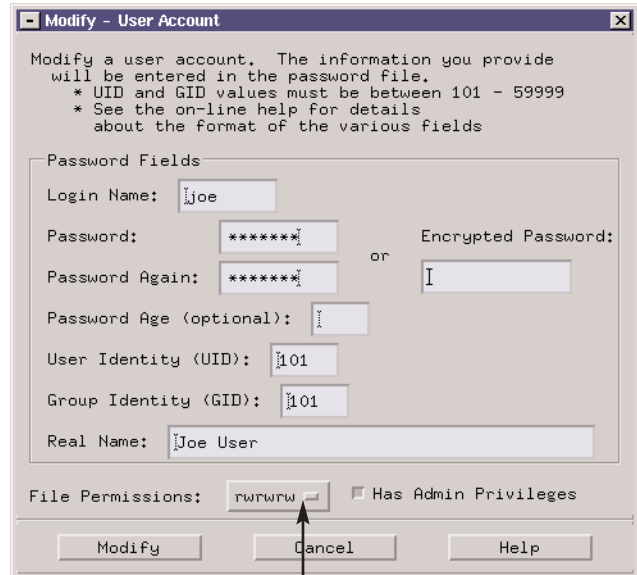 Modify - User Account
Modify a user account. The information you provide
will be entered in the password file.
* UID and GID values must be between 101 - 59999
* See the on-line help for details
about the format of the various fields
Password Fields
Login Name: joe
Password: *******
Encrypted Password:
or
Password Again: *******
Password Age (optional):
User Identity (UID): 101
Group Identity (GID): 101
Real Name: Joe User
File Permissions: rwrwrw Has Admin Privileges
Modify Cancel Help